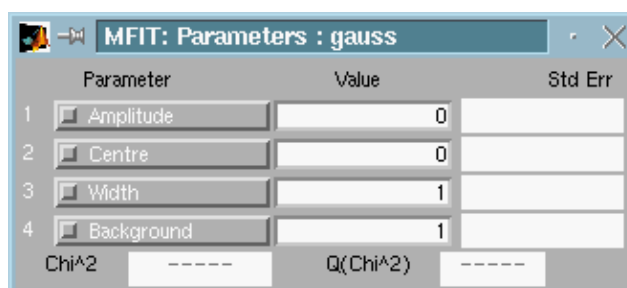 MFIT: Parameters : gauss
Parameter Value Std Err
1 Amplitude 0
2 Centre 0
3 Width 1
4 Background 1
Chi^2 ----- Q(Chi^2) -----